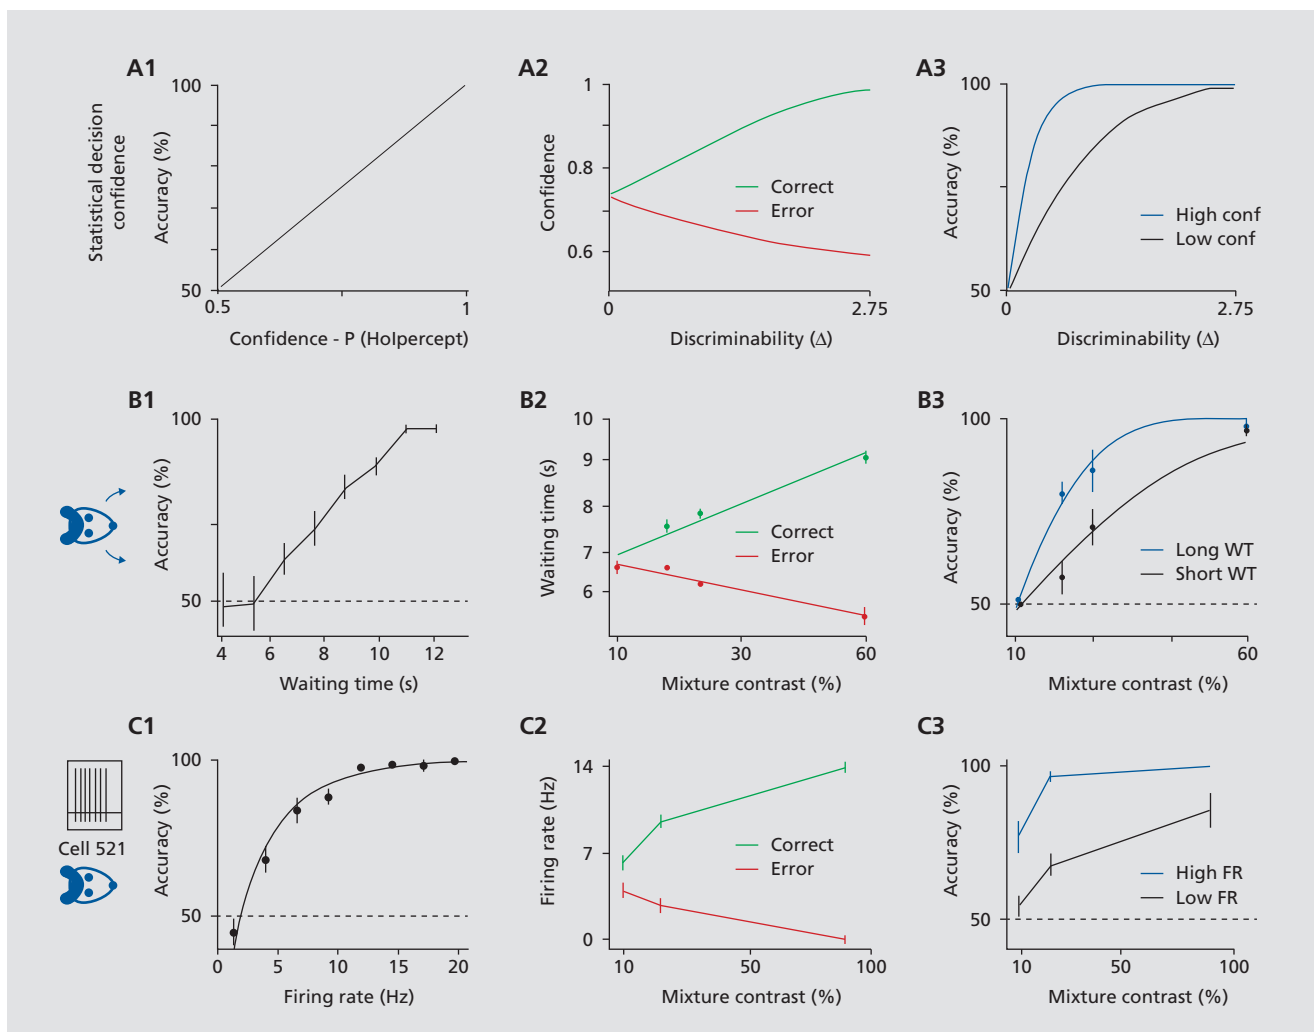 A1
Statistical decision
confidence
Accuracy (%)
100
50
0.5
1
Confidence - P (Holpercept)
A2
Confidence
1
0.8
0.6
Correct
Error
0
2.75
Discriminability (Δ)
A3
Accuracy (%)
100
50
High conf
Low conf
0
2.75
Discriminability (Δ)
B1
Accuracy (%)
100
50
4 6 8 10 12
Waiting time (s)
B2
Waiting time (s)
10
9
8
7
6
Correct
Error
10 30 60
Mixture contrast (%)
B3
Accuracy (%)
100
50
Long WT
Short WT
10 60
Mixture contrast (%)
C1
Cell 521
Accuracy (%)
100
50
0 5 10 15 20
Firing rate (Hz)
C2
Firing rate (Hz)
14
7
0
Correct
Error
10 50 100
Mixture contrast (%)
C3
Accuracy (%)
100
50
High FR
Low FR
10 50 100
Mixture contrast (%)